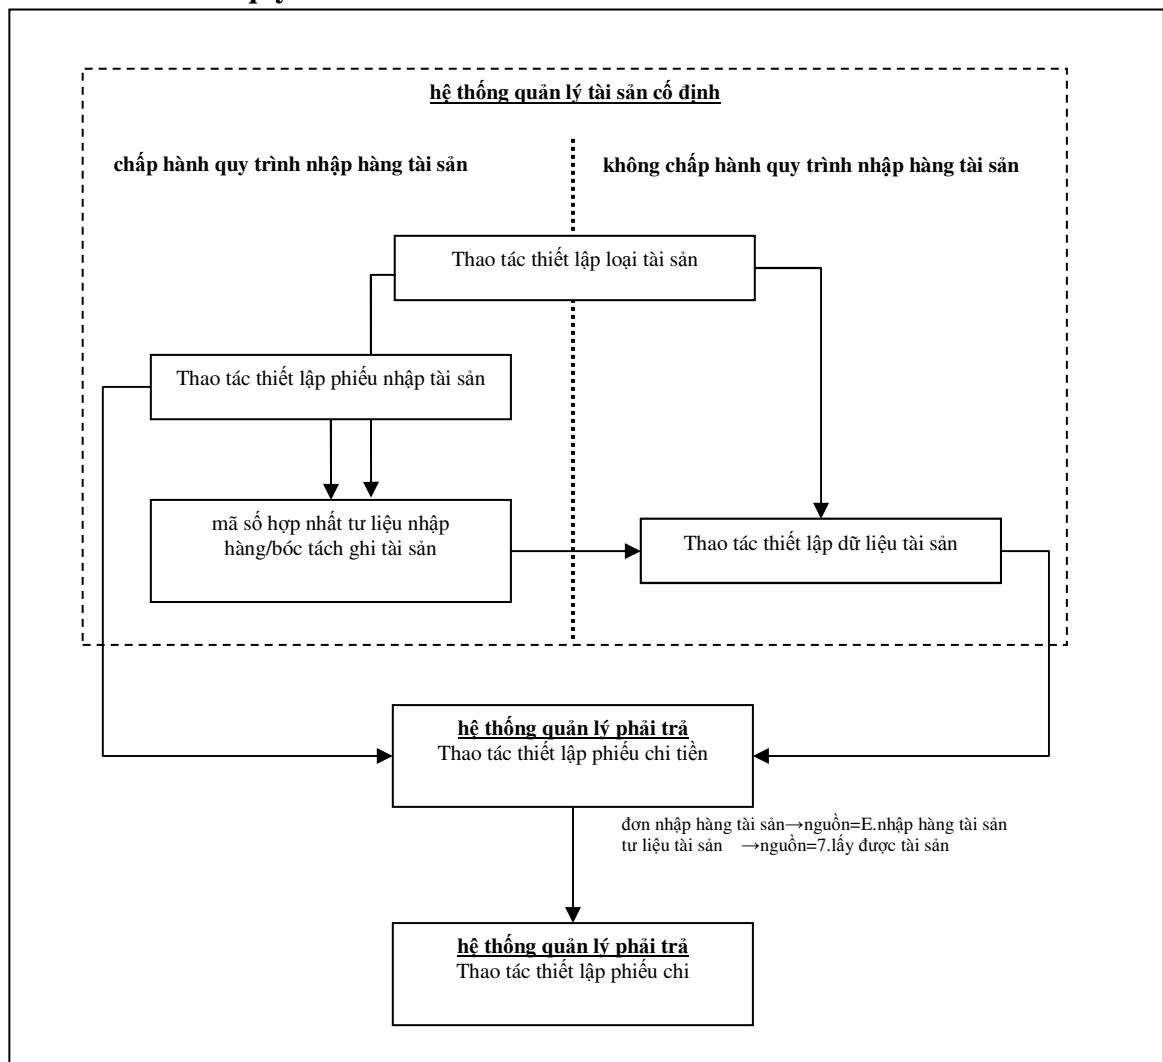 hệ thống quản lý tài sản cố định
chấp hành quy trình nhập hàng tài sản
không chấp hành quy trình nhập hàng tài sản
Thao tác thiết lập loại tài sản
Thao tác thiết lập phiếu nhập tài sản
mã số hợp nhất tư liệu nhập
hàng/bóc tách ghi tài sản
Thao tác thiết lập dữ liệu tài sản
hệ thống quản lý phải trả
Thao tác thiết lập phiếu chi tiền
đơn nhập hàng tài sản→nguồn=E.nhập hàng tài sản
tư liệu tài sản →nguồn=7.lấy được tài sản
hệ thống quản lý phải trả
Thao tác thiết lập phiếu chi